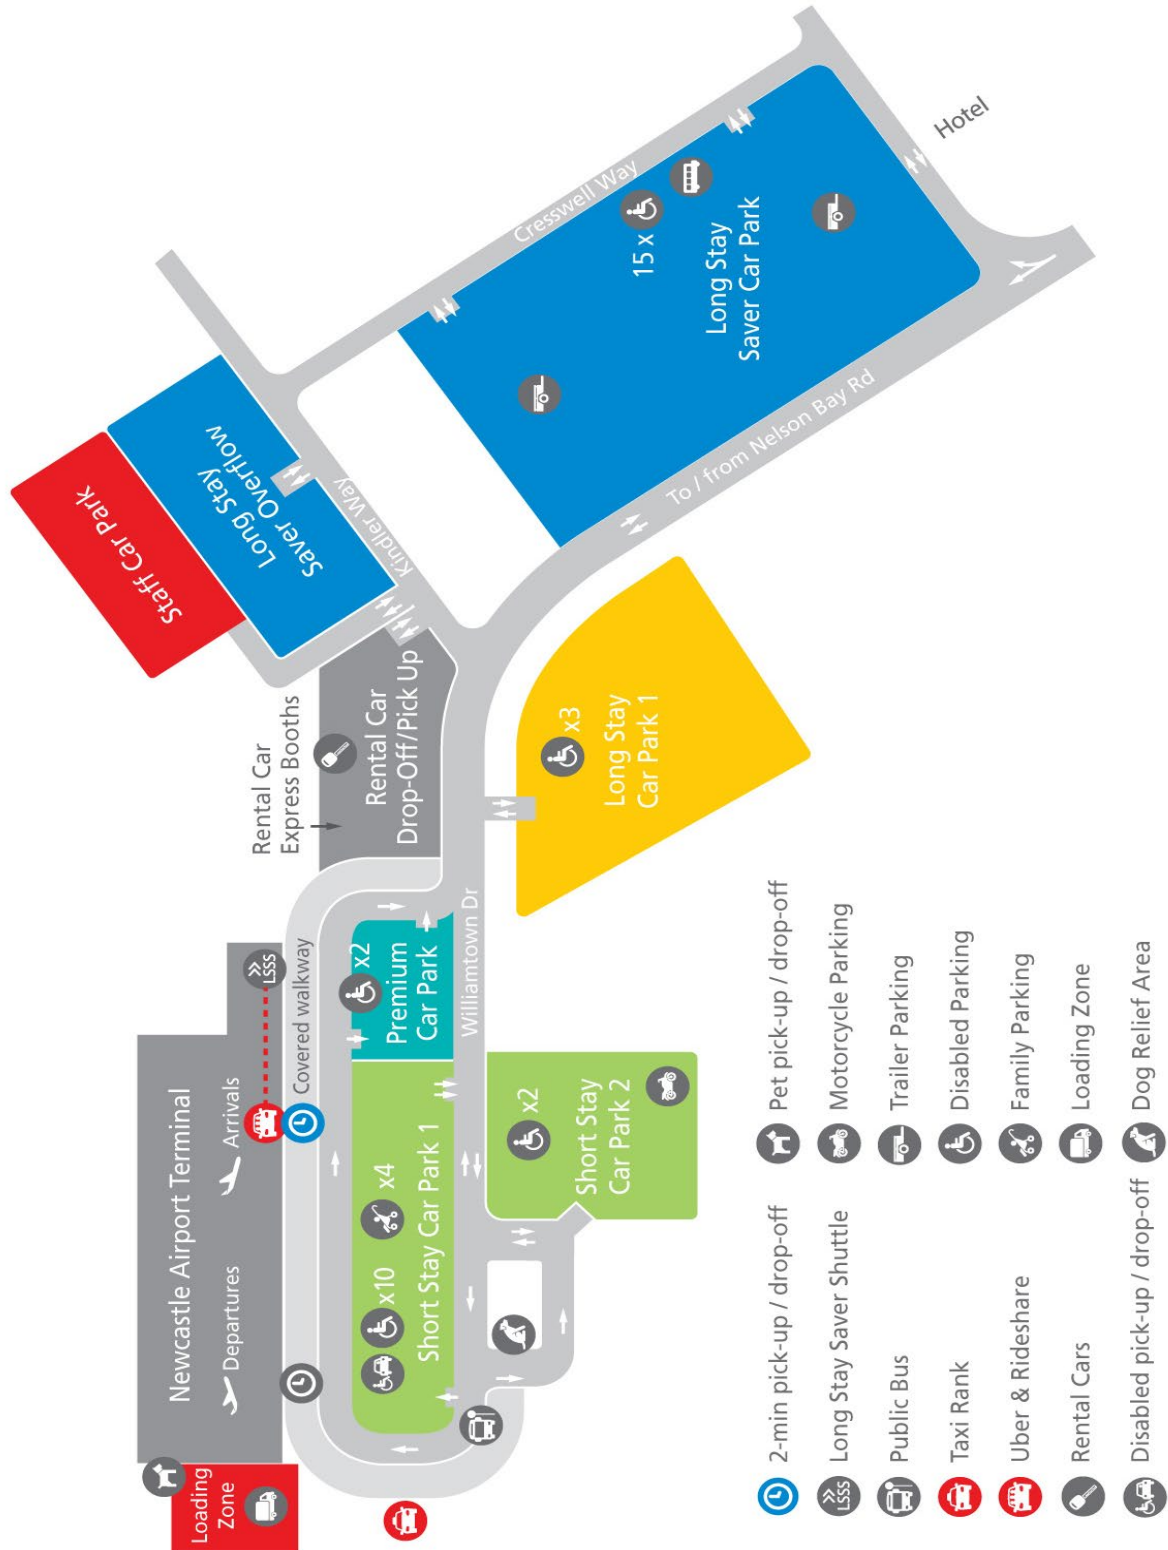 Newcastle Airport Terminal
Departures
Arrivals
Loading
Zone
LSSS
Covered walkway
Rental Car
Express Booths
Rental Car
Drop-Off/Pick Up
Staff Car Park
Long Stay
Saver Overflow
Kindler Way
Cresswell Way
x10
x4
Short Stay Car Park 1
x2
Premium
Car Park
Williamtown Dr
x2
Short Stay
Car Park 2
x3
Long Stay
Car Park 1
15 x
Long Stay
Saver Car Park
To / from Nelson Bay Rd
Hotel
2-min pick-up / drop-off
LSSS
Long Stay Saver Shuttle
Public Bus
Taxi Rank
Uber & Rideshare
Rental Cars
Disabled pick-up / drop-off
Pet pick-up / drop-off
Motorcycle Parking
Trailer Parking
Disabled Parking
Family Parking
Loading Zone
Dog Relief Area